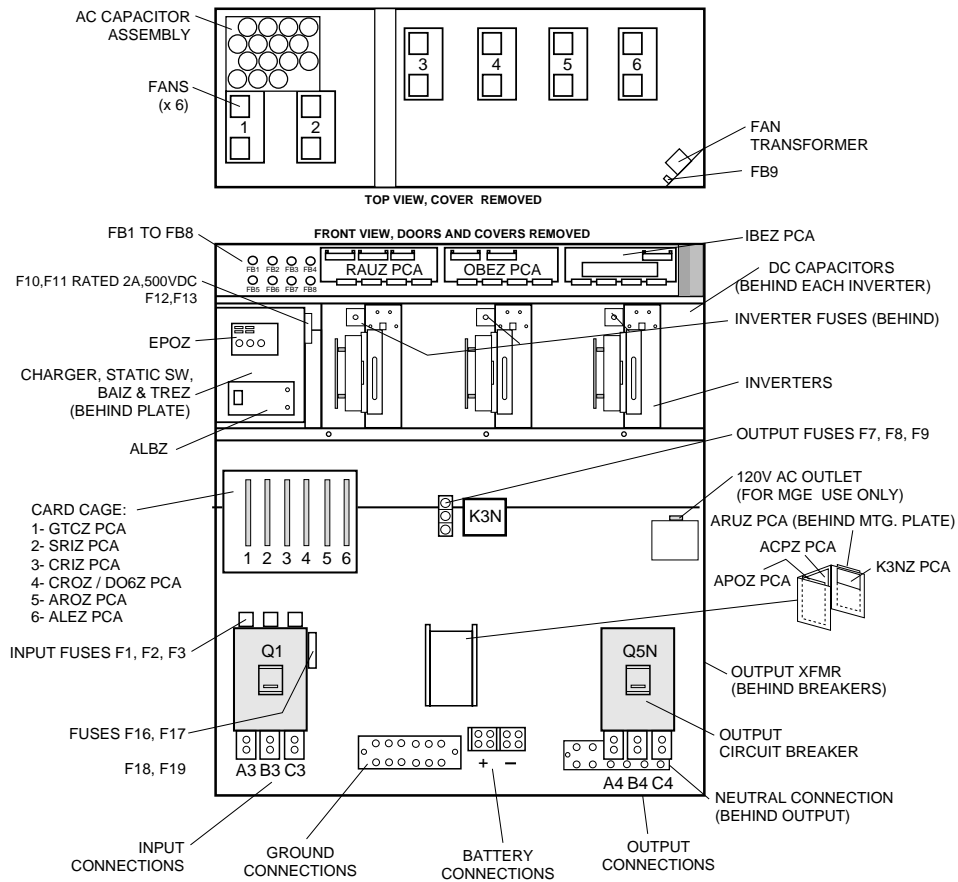 AC CAPACITOR
ASSEMBLY
FANS
(x 6)
1
2
3
4
5
6
FAN
TRANSFORMER
FB9
TOP VIEW, COVER REMOVED
FRONT VIEW, DOORS AND COVERS REMOVED
FB1 TO FB8
FB1 FB2 FB3 FB4
FB5 FB6 FB7 FB8
RAUZ PCA
OBEZ PCA
IBEZ PCA
F10,F11 RATED 2A,500VDC
F12,F13
DC CAPACITORS
(BEHIND EACH INVERTER)
INVERTER FUSES (BEHIND)
EPOZ
CHARGER, STATIC SW,
BAIZ & TREZ
(BEHIND PLATE)
INVERTERS
ALBZ
OUTPUT FUSES F7, F8, F9
K3N
120V AC OUTLET
(FOR MGE USE ONLY)
CARD CAGE:
1- GTCZ PCA
2- SRIZ PCA
3- CRIZ PCA
4- CROZ / DO6Z PCA
5- AROZ PCA
6- ALEZ PCA
1 2 3 4 5 6
ARUZ PCA (BEHIND MTG. PLATE)
ACPZ PCA
APOZ PCA
K3NZ PCA
INPUT FUSES F1, F2, F3
Q1
Q5N
OUTPUT XFMR
(BEHIND BREAKERS)
FUSES F16, F17
F18, F19
OUTPUT
CIRCUIT BREAKER
A3 B3 C3
+ −
A4 B4 C4
NEUTRAL CONNECTION
(BEHIND OUTPUT)
INPUT
CONNECTIONS
GROUND
CONNECTIONS
BATTERY
CONNECTIONS
OUTPUT
CONNECTIONS